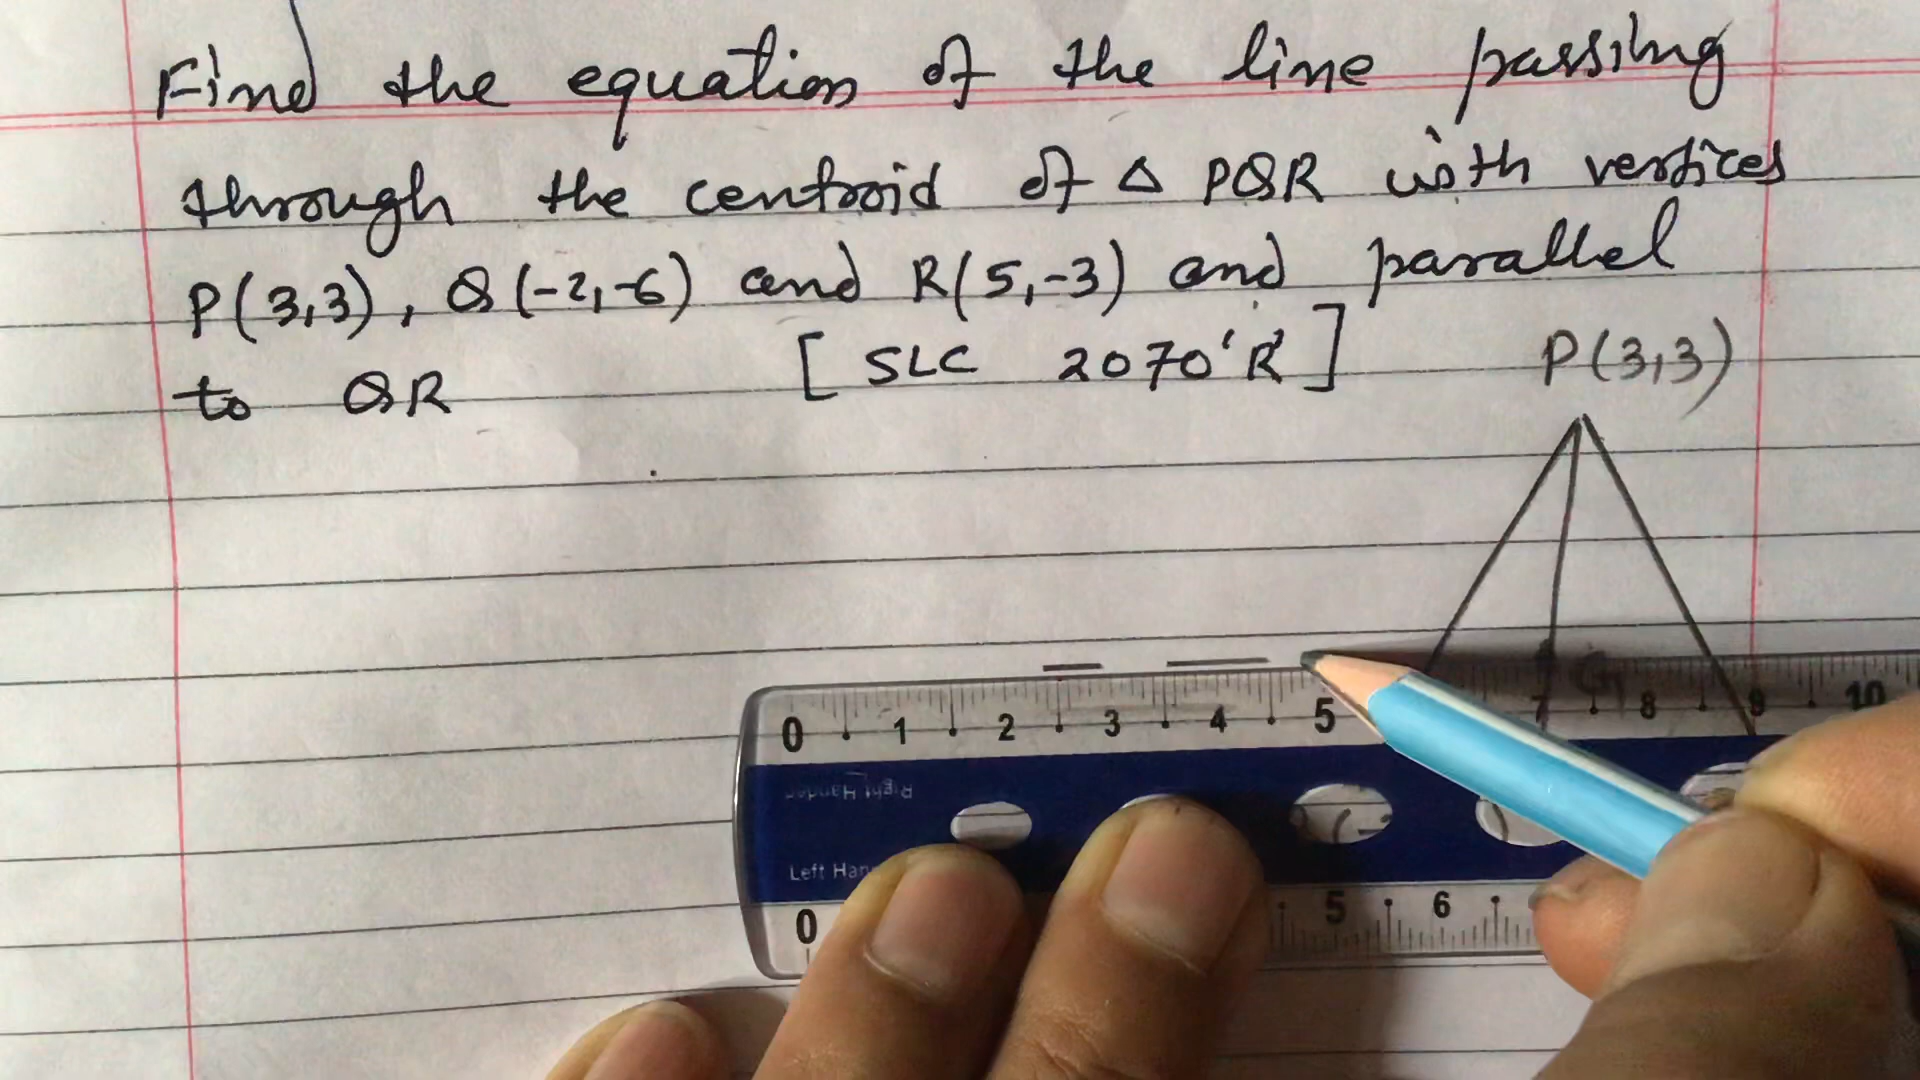 Find the equation of the line passing
through the centroid of △ PQR with vertices
P(3,3), Q(-2,-6) and R(5,-3) and parallel
to QR [SLC 2070'R']
P(3,3)
G
0 1 2 3 4 5 7 8 9 10
Right Handed
(-2
Left Han
0 5 6